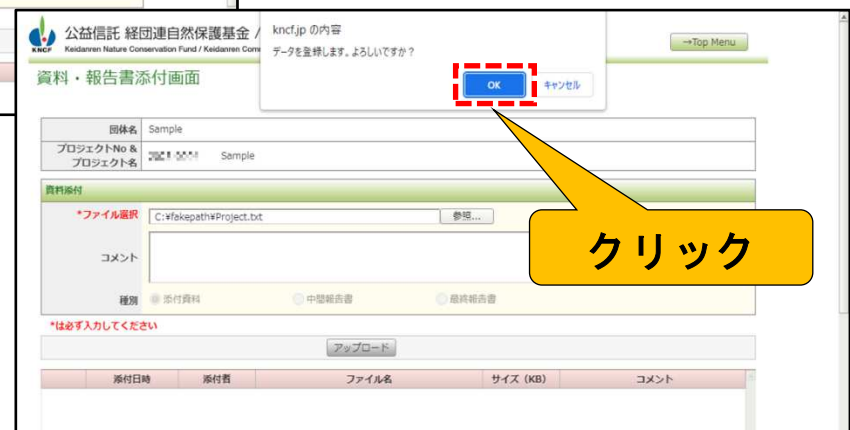 公益信託 経団連自然保護基金 /
KNCF
Keidanren Nature Conservation Fund / Keidanren
kncf.jp の内容
データを登録します。よろしいですか？
OK
キャンセル
→Top Menu
資料・報告書添付画面
団体名 Sample
プロジェクトNo &
プロジェクト名
Sample
資料添付
*ファイル選択 C:¥fakepath¥Project.txt 参照...
クリック
コメント
種別 添付資料 中間報告書 最終報告書
*は必ず入力してください
アップロード
添付日時 添付者 ファイル名 サイズ（KB） コメント